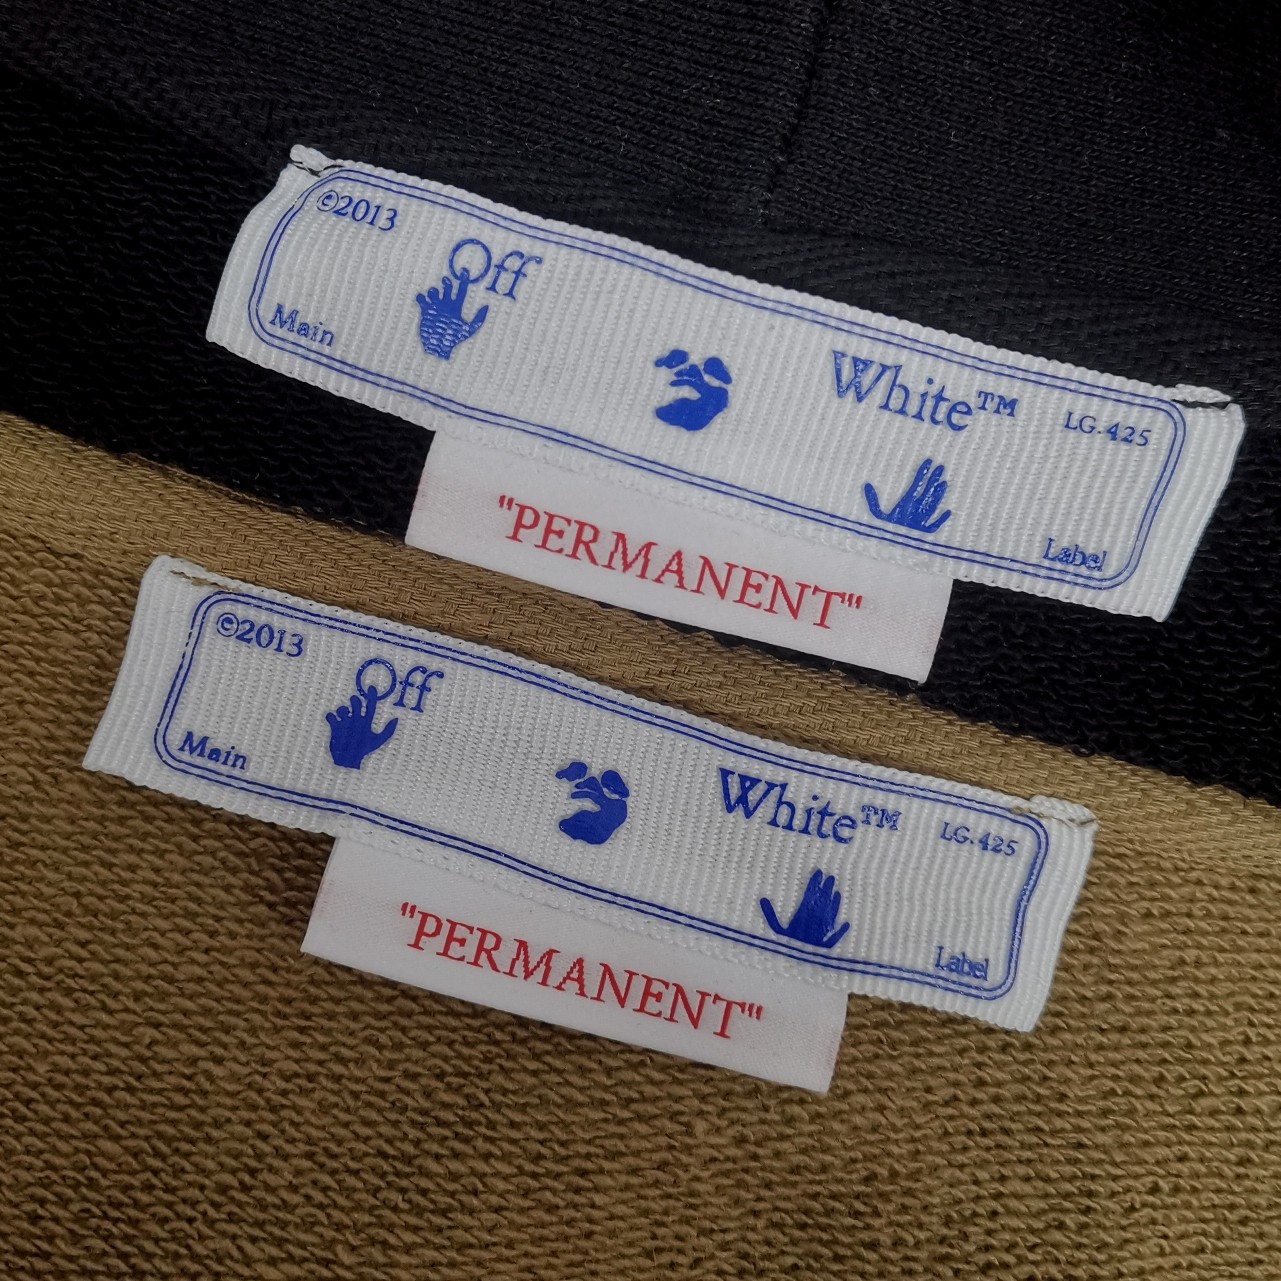 ©2013
Off
White™
LG.425
Main
Label
"PERMANENT"
©2013
Off
White™
LG.425
Main
Label
"PERMANENT"